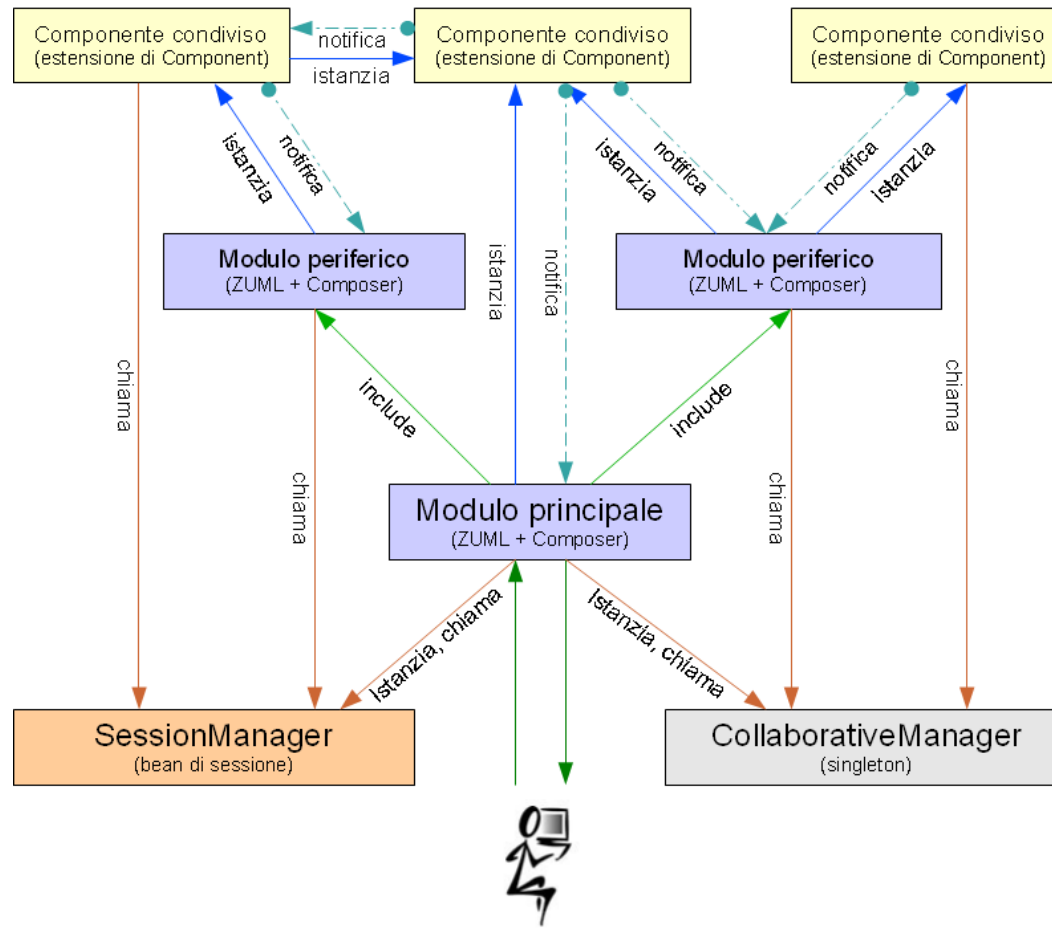 Componente condiviso
(estensione di Component)
notifica
istanzia
Componente condiviso
(estensione di Component)
Componente condiviso
(estensione di Component)
istanzia
notifica
istanzia
notifica
notifica
istanzia
Modulo periferico
(ZUML + Composer)
istanzia
notifica
Modulo periferico
(ZUML + Composer)
chiama
include
include
chiama
chiama
chiama
Modulo principale
(ZUML + Composer)
Istanzia, chiama
Istanzia, chiama
SessionManager
(bean di sessione)
CollaborativeManager
(singleton)